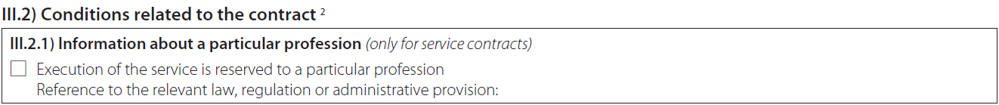 III.2) Conditions related to the contract ²
III.2.1) Information about a particular profession (only for service contracts)
Execution of the service is reserved to a particular profession
Reference to the relevant law, regulation or administrative provision: